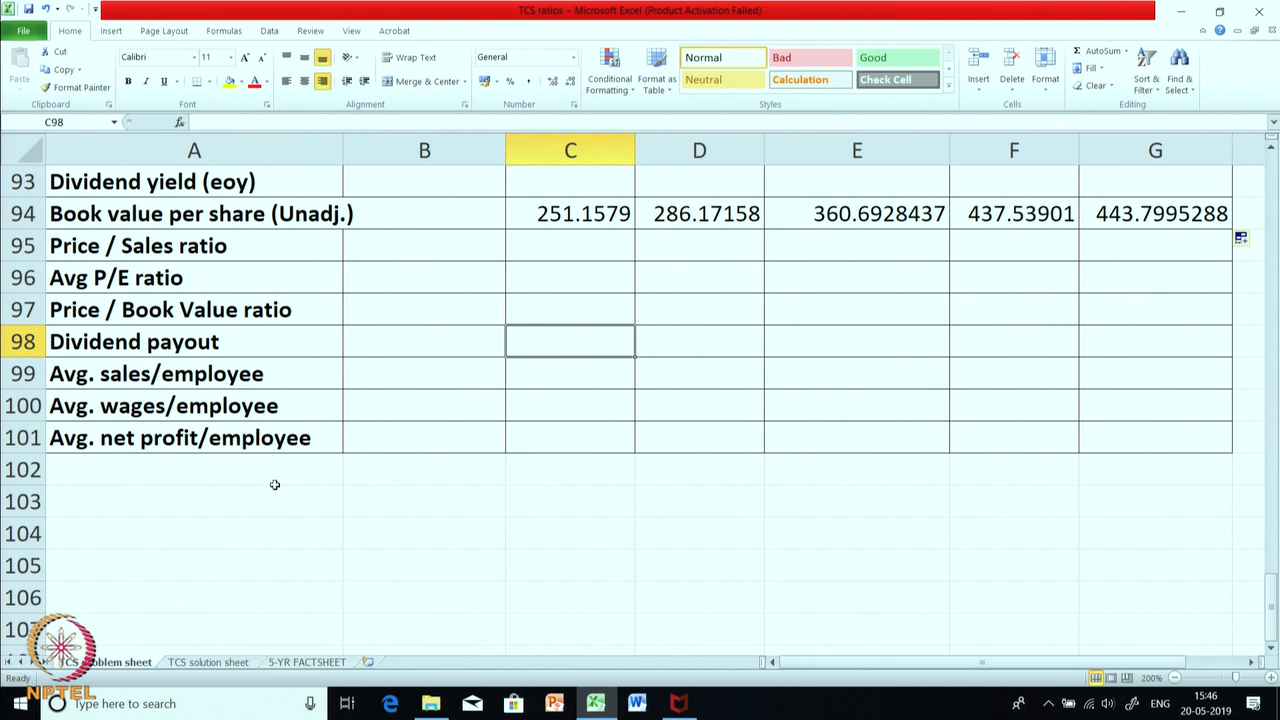 TCS ratios - Microsoft Excel (Product Activation Failed)
File Home Insert Page Layout Formulas Data Review View Acrobat
Paste
Cut
Copy
Format Painter
Clipboard
Calibri 11
B I U
Font
Wrap Text
Merge & Center
Alignment
General
Number
Conditional Formatting
Format as Table
Normal Bad Good
Neutral Calculation Check Cell
Styles
Insert Delete Format
Cells
AutoSum
Fill
Clear
Sort & Filter
Find & Select
Editing
C98 fx
A B C D E F G
93 Dividend yield (eoy)
94 Book value per share (Unadj.) 251.1579 286.17158 360.6928437 437.53901 443.7995288
95 Price / Sales ratio
96 Avg P/E ratio
97 Price / Book Value ratio
98 Dividend payout
99 Avg. sales/employee
100 Avg. wages/employee
101 Avg. net profit/employee
102
103
104
105
106
107
TCS problem sheet TCS solution sheet 5-YR FACTSHEET
Ready 200%
NPTEL
Type here to search
ENG
15:46
20-05-2019